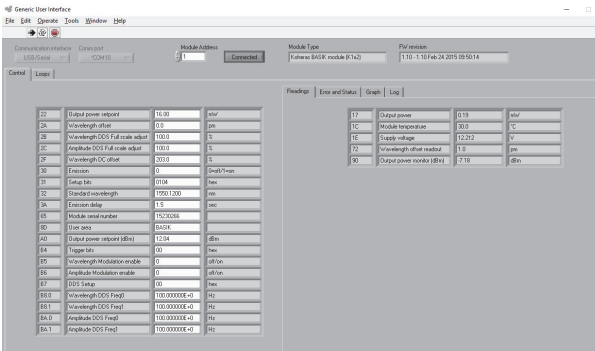 Generic User Interface
File Edit Operate Tools Window Help
Communication interface Comm port Module Address Module Type FW revision
USB/Serial COM10 1 Connected Koheras BASIK module (K1x2) 1.10 - 1.10 Feb 24 2015 09:50:14
Control Loops
Readings Error and Status Graph Log
22 Output power setpoint 16.00 mW
2A Wavelength offset 0.0 pm
2B Wavelength DDS Full scale adjust 100.0 %
2C Amplitude DDS Full scale adjust 100.0 %
2F Wavelength DC offset 203.0 %
30 Emission 0 0=off/1=on
31 Setup bits 0104 hex
32 Standard wavelength 1550.1200 nm
3A Emission delay 1.5 sec
65 Module serial number 15230266
8D User area BASIK
A0 Output power setpoint (dBm) 12.04 dBm
B4 Trigger bits 00 hex
B5 Wavelength Modulation enable 0 off/on
B6 Amplitude Modulation enable 0 off/on
B7 DDS Setup 00 hex
B8.0 Wavelength DDS Freq0 100.000000E+0 Hz
B8.1 Wavelength DDS Freq1 100.000000E+0 Hz
BA.0 Amplitude DDS Freq0 100.000000E+0 Hz
BA.1 Amplitude DDS Freq1 100.000000E+0 Hz
17 Output power 0.19 mW
1C Module temperature 30.0 °C
1E Supply voltage 12.212 V
72 Wavelength offset readout 1.0 pm
90 Output power monitor (dBm) -7.18 dBm